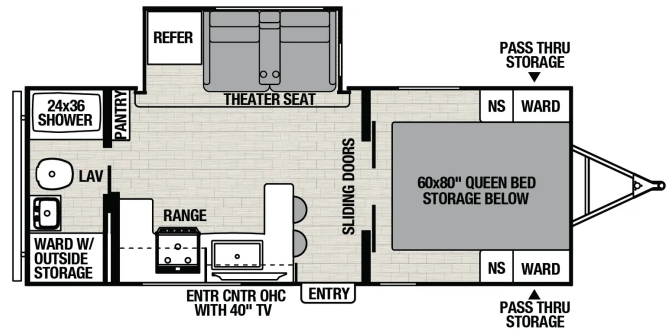 PASS THRU
STORAGE
REFER
THEATER SEAT
24x36
SHOWER
PANTRY
NS
WARD
LAV
SLIDING DOORS
60x80" QUEEN BED
STORAGE BELOW
RANGE
WARD W/
OUTSIDE
STORAGE
NS
WARD
ENTR CNTR OHC
WITH 40" TV
ENTRY
PASS THRU
STORAGE